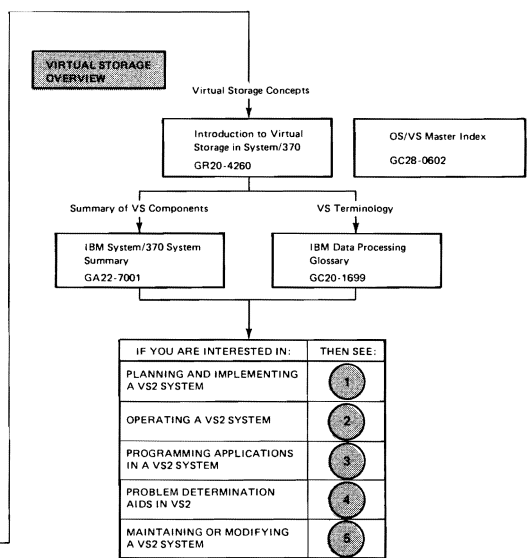 VIRTUAL STORAGE
OVERVIEW
Virtual Storage Concepts
Introduction to Virtual
Storage in System/370
GR20-4260
OS/VS Master Index
GC28-0602
Summary of VS Components
VS Terminology
IBM System/370 System
Summary
GA22-7001
IBM Data Processing
Glossary
GC20-1699
IF YOU ARE INTERESTED IN:
THEN SEE:
PLANNING AND IMPLEMENTING
A VS2 SYSTEM
1
OPERATING A VS2 SYSTEM
2
PROGRAMMING APPLICATIONS
IN A VS2 SYSTEM
3
PROBLEM DETERMINATION
AIDS IN VS2
4
MAINTAINING OR MODIFYING
A VS2 SYSTEM
5